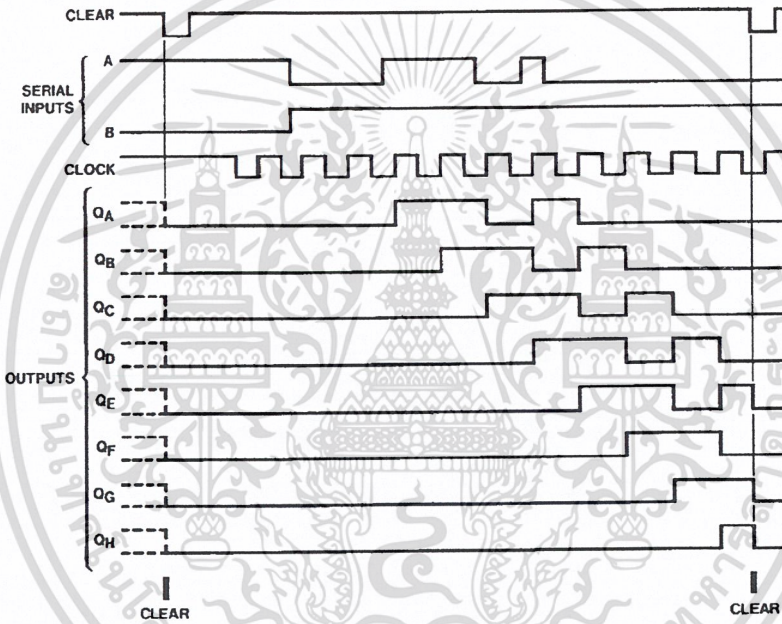 CLEAR
A
SERIAL
INPUTS
B
CLOCK
QA
QB
QC
QD
OUTPUTS
QE
QF
QG
QH
CLEAR
CLEAR